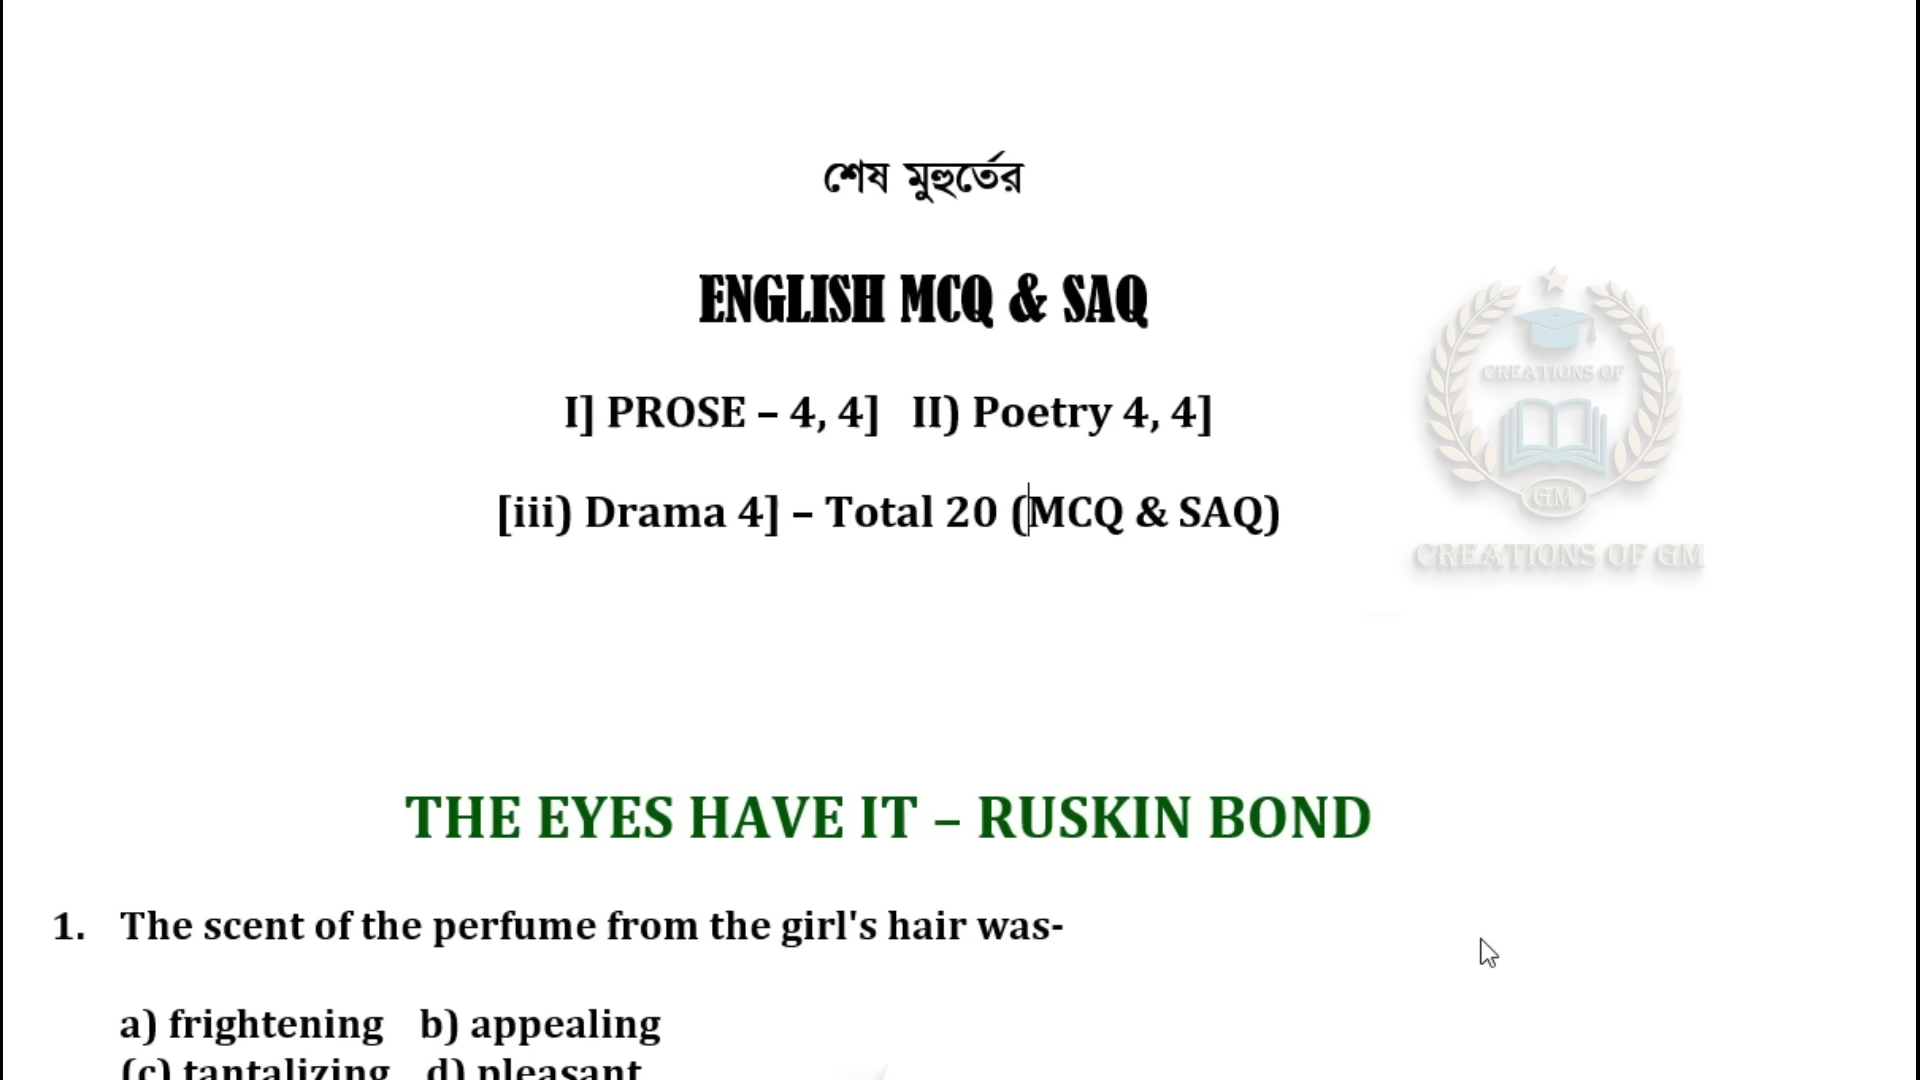 শেষ মুহুর্তের
ENGLISH MCQ & SAQ
I] PROSE – 4, 4] II) Poetry 4, 4]
[iii) Drama 4] – Total 20 (MCQ & SAQ)
CREATIONS OF
GM
CREATIONS OF GM
THE EYES HAVE IT – RUSKIN BOND
1. The scent of the perfume from the girl's hair was-
a) frightening b) appealing
(c) tantalizing d) pleasant